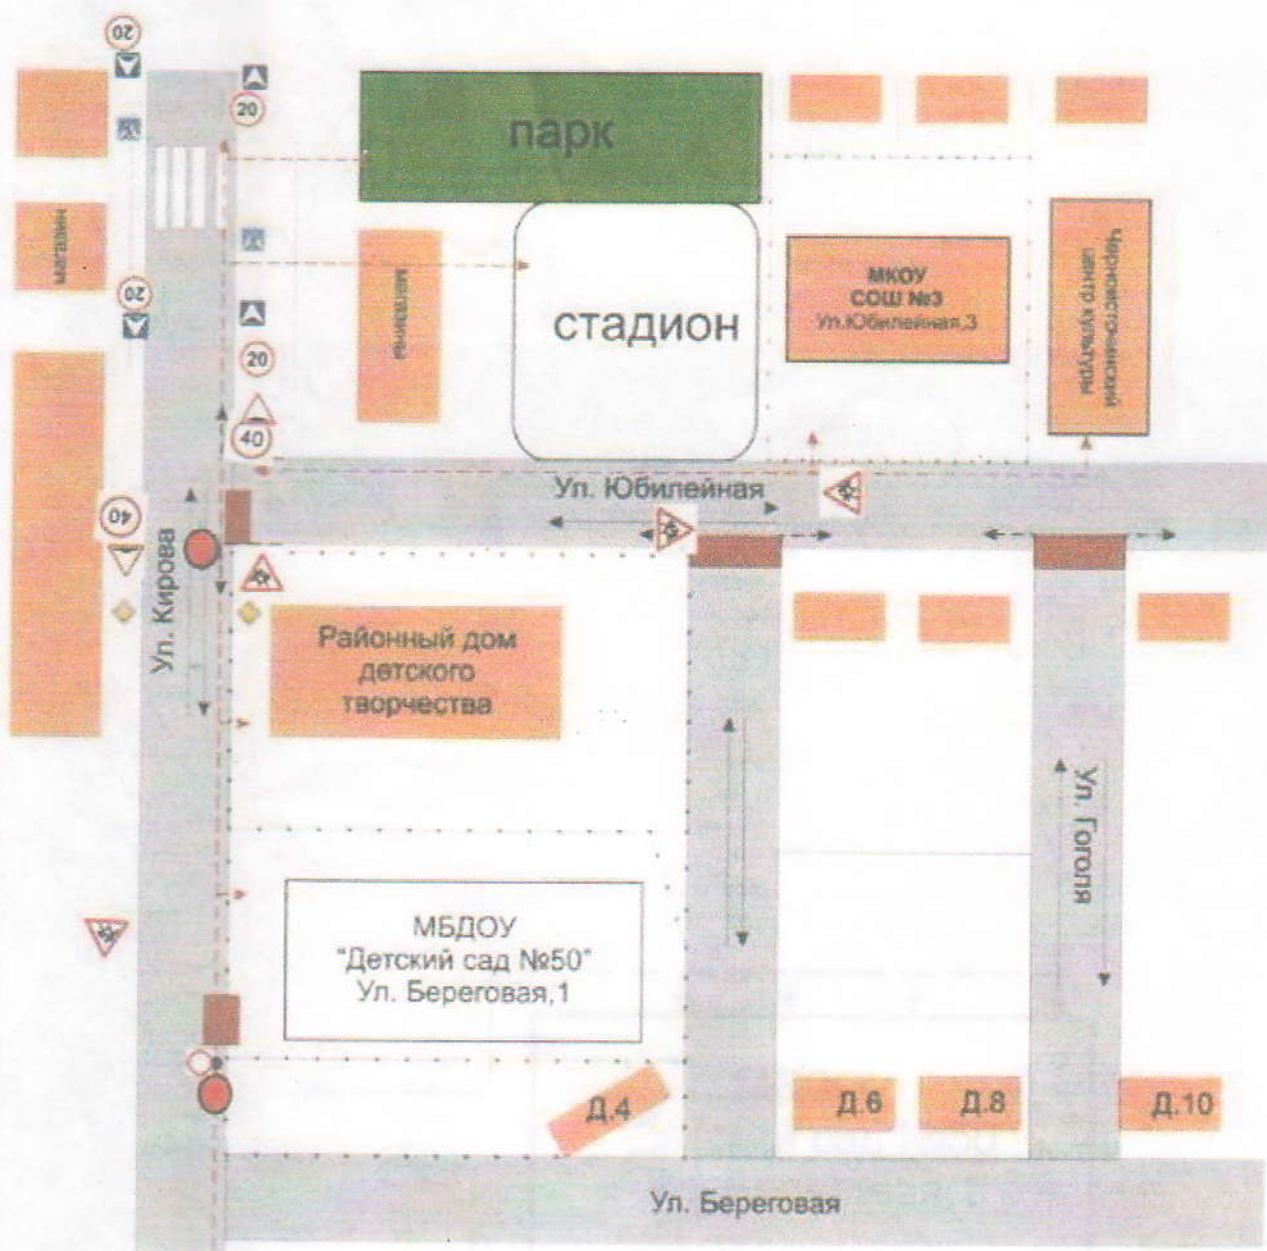 20
20
парк
магазин
магазины
20
стадион
МКОУ
СОШ №3
Ул.Юбилейная,3
Черноисточинский
центр культуры
20
40
Ул. Юбилейная
40
Ул. Кирова
Районный дом
детского
творчества
Ул. Гоголя
МБДОУ
"Детский сад №50"
Ул. Береговая,1
Д.4
Д.6
Д.8
Д.10
Ул. Береговая